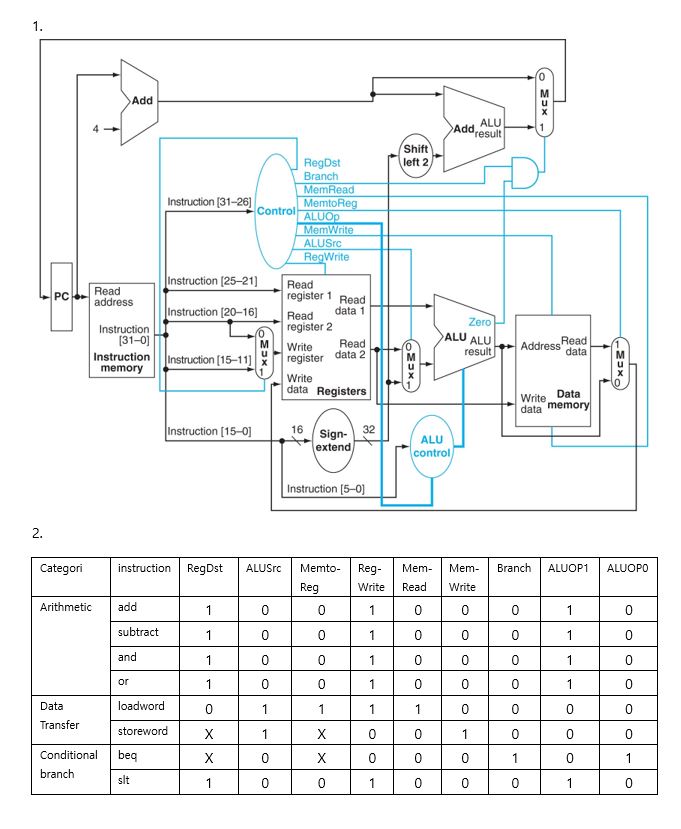 1.
0
M
u
x
1
Add
4
Add ALU
result
Shift
left 2
RegDst
Branch
MemRead
MemtoReg
ALUOp
MemWrite
ALUSrc
RegWrite
Instruction [31–26]
Control
PC
Read
address
Instruction
[31–0]
Instruction
memory
Instruction [25–21]
Instruction [20–16]
Instruction [15–11]
0
M
u
x
1
Read
register 1
Read
data 1
Read
register 2
Write
register
Read
data 2
Write
data
Registers
0
M
u
x
1
Zero
ALU ALU
result
Address
Read
data
Write
data
Data
memory
1
M
u
x
0
Instruction [15–0]
16
Sign-
extend
32
ALU
control
Instruction [5–0]
2.
Categori instruction RegDst ALUSrc Memto-Reg Reg-Write Mem-Read Mem-Write Branch ALUOP1 ALUOP0
Arithmetic add 1 0 0 1 0 0 0 1 0
subtract 1 0 0 1 0 0 0 1 0
and 1 0 0 1 0 0 0 1 0
or 1 0 0 1 0 0 0 1 0
Data Transfer loadword 0 1 1 1 1 0 0 0 0
storeword X 1 X 0 0 1 0 0 0
Conditional branch beq X 0 X 0 0 0 1 0 1
slt 1 0 0 1 0 0 0 1 0